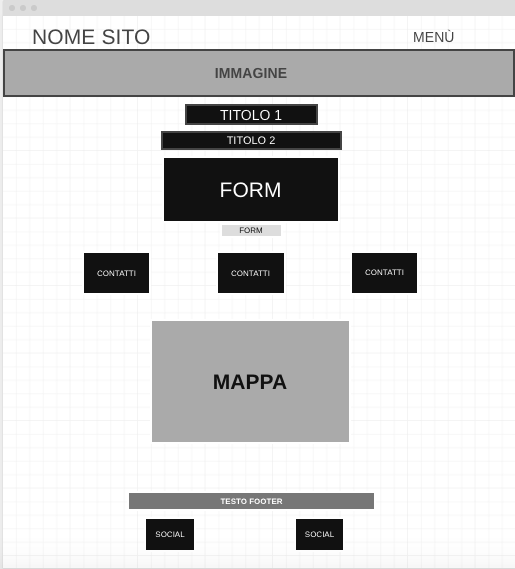 NOME SITO
MENÙ
IMMAGINE
TITOLO 1
TITOLO 2
FORM
FORM
CONTATTI
CONTATTI
CONTATTI
MAPPA
TESTO FOOTER
SOCIAL
SOCIAL